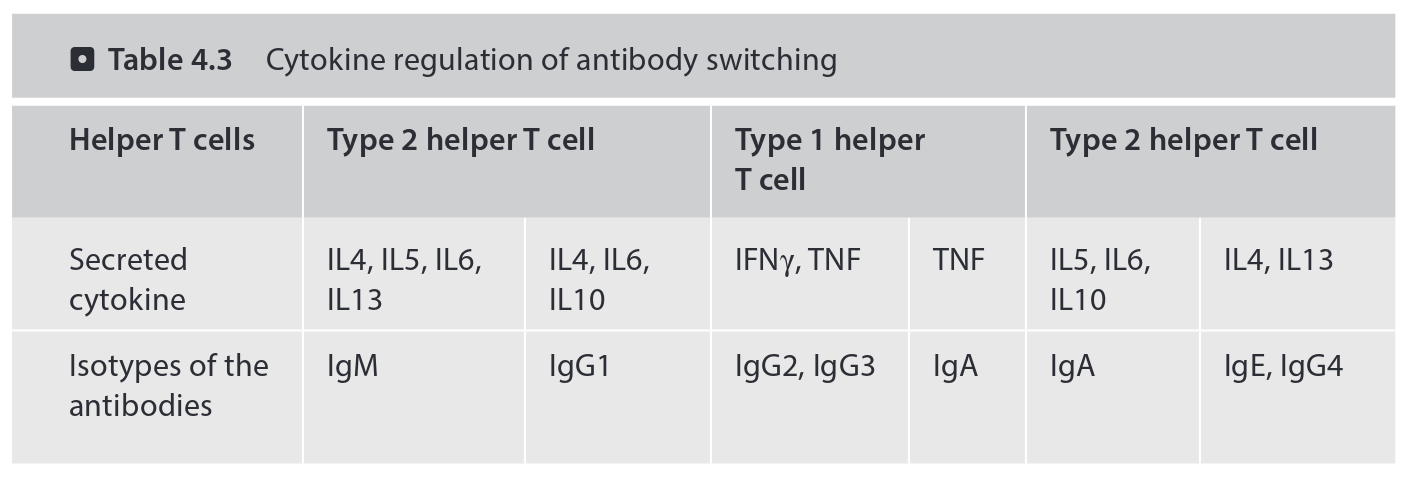 Table 4.3 Cytokine regulation of antibody switching
Helper T cells Type 2 helper T cell Type 1 helper T cell Type 2 helper T cell
Secreted cytokine IL4, IL5, IL6, IL13 IL4, IL6, IL10 IFNγ, TNF TNF IL5, IL6, IL10 IL4, IL13
Isotypes of the antibodies IgM IgG1 IgG2, IgG3 IgA IgA IgE, IgG4